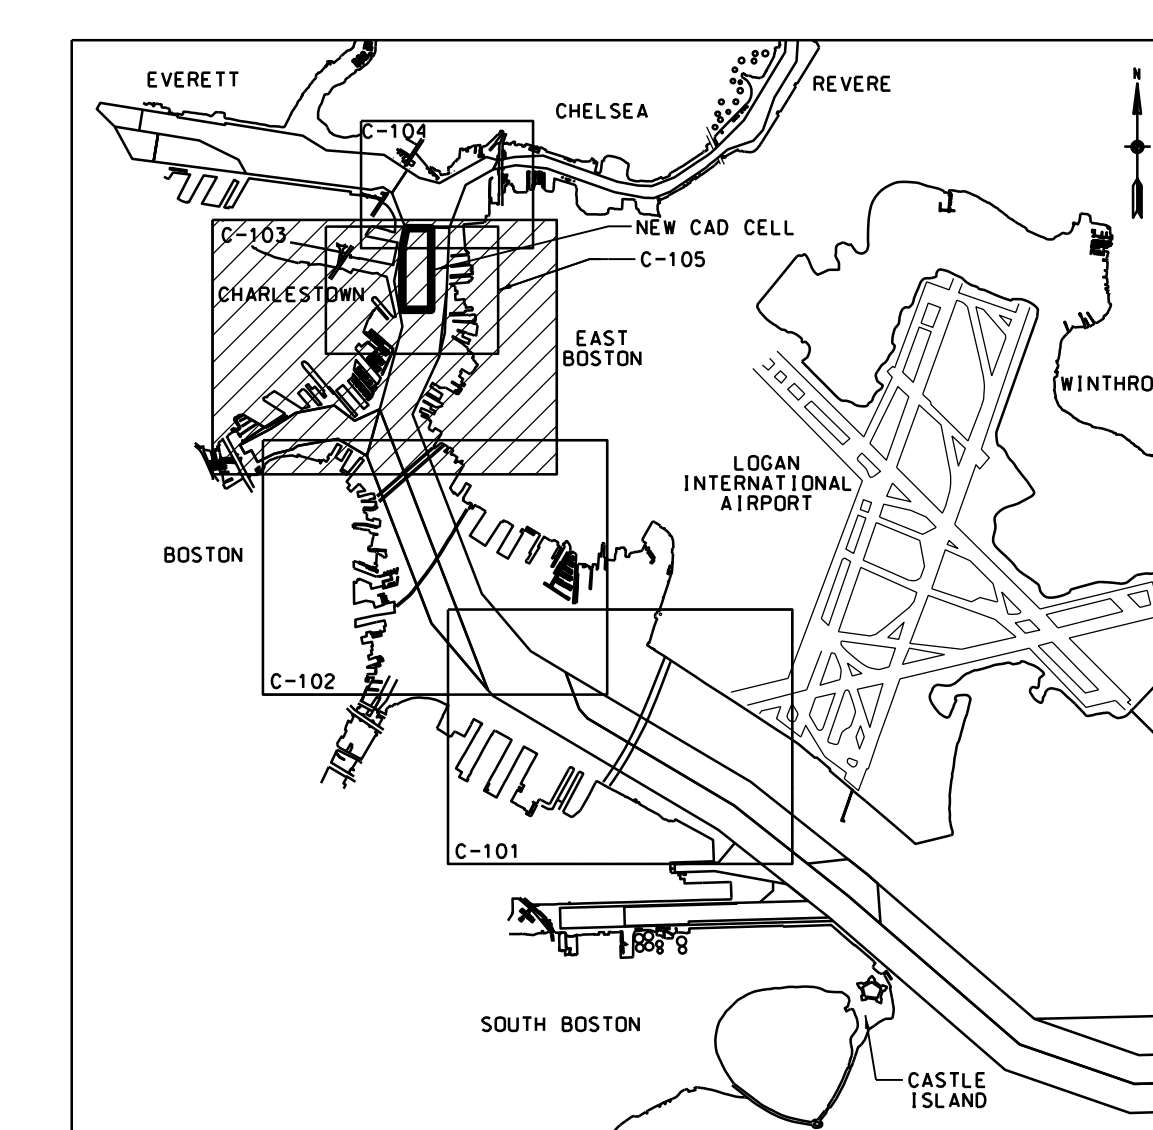 EVERETT
REVERE
N
CHELSEA
C-104
NEW CAD CELL
C-103
C-105
CHARLESTOWN
EAST
BOSTON
WINTHRO
LOGAN
INTERNATIONAL
AIRPORT
BOSTON
C-102
C-101
SOUTH BOSTON
CASTLE
ISLAND